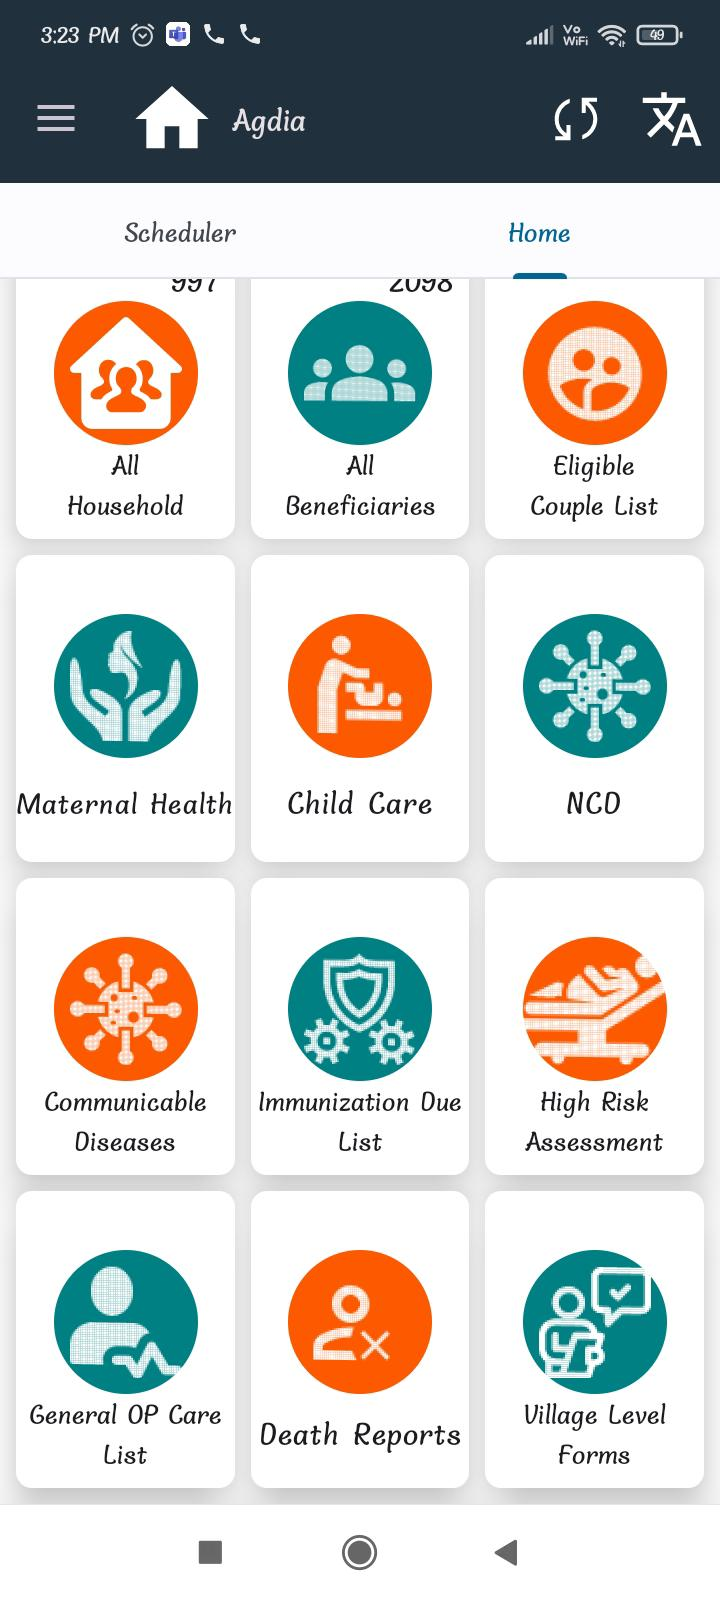 3:23 PM
Vo
WiFi
49
Agdia
Scheduler Home
997 2098
All
Household
All
Beneficiaries
Eligible
Couple List
Maternal Health
Child Care
NCD
Communicable
Diseases
Immunization Due
List
High Risk
Assessment
General OP Care
List
Death Reports
Village Level
Forms